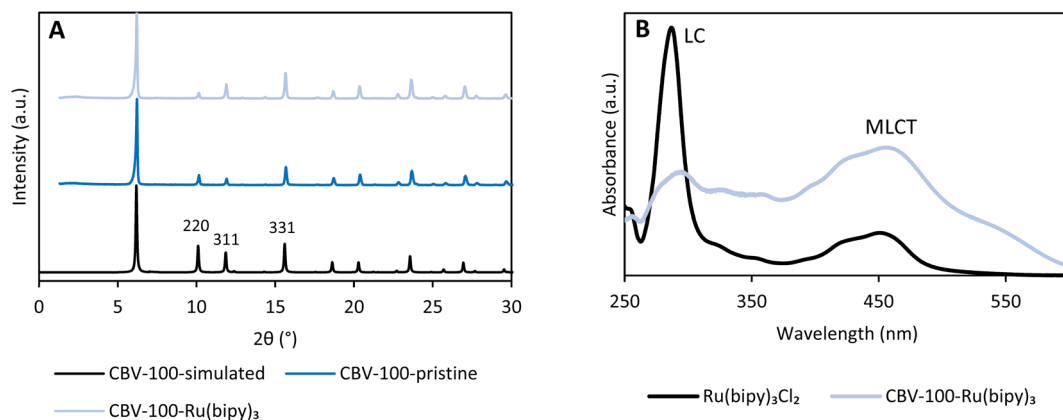 A
Intensity (a.u.)
220
311
331
0 5 10 15 20 25 30
2θ (°)
CBV-100-simulated CBV-100-pristine
CBV-100-Ru(bipy)₃
B
LC
MLCT
Absorbance (a.u.)
250 350 450 550
Wavelength (nm)
Ru(bipy)₃Cl₂ CBV-100-Ru(bipy)₃